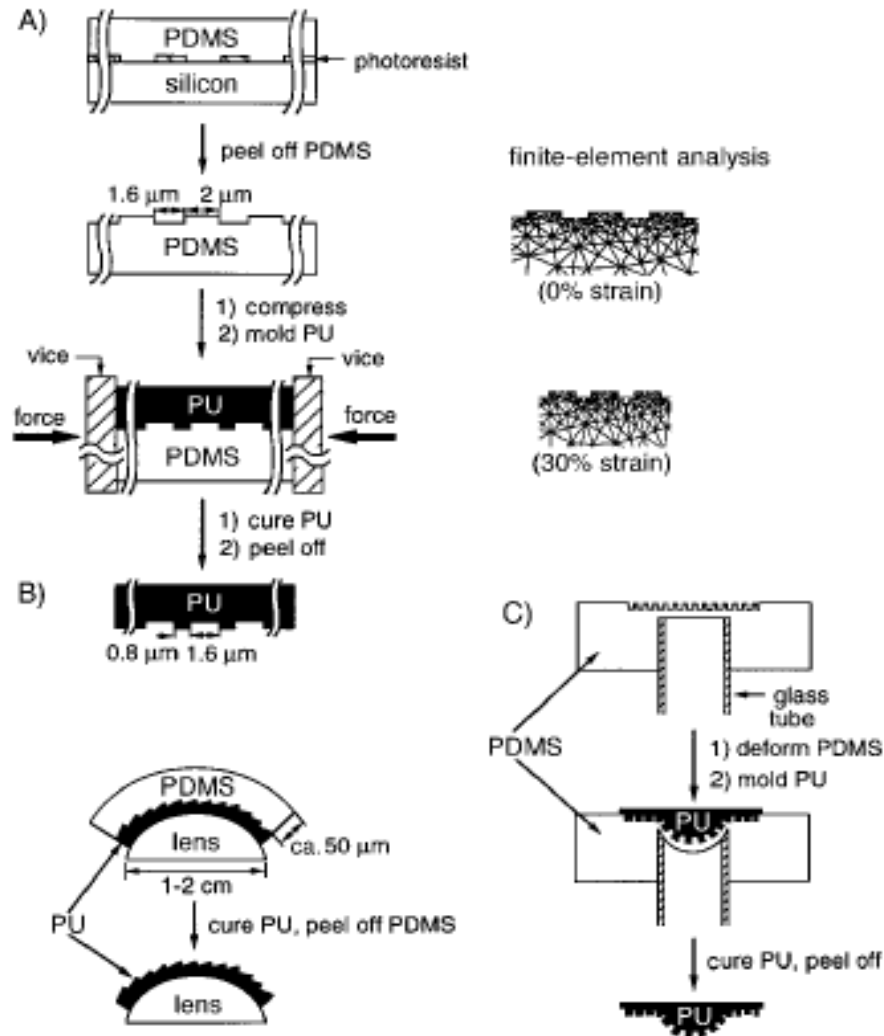 A)
PDMS
photoresist
silicon
peel off PDMS
finite-element analysis
1.6 μm 2 μm
PDMS
(0% strain)
1) compress
2) mold PU
vice
vice
PU
force
force
PDMS
(30% strain)
1) cure PU
2) peel off
B)
PU
0.8 μm 1.6 μm
C)
glass
tube
PDMS
1) deform PDMS
2) mold PU
PDMS
lens
ca. 50 μm
1-2 cm
PU
PU
cure PU, peel off PDMS
lens
cure PU, peel off
PU